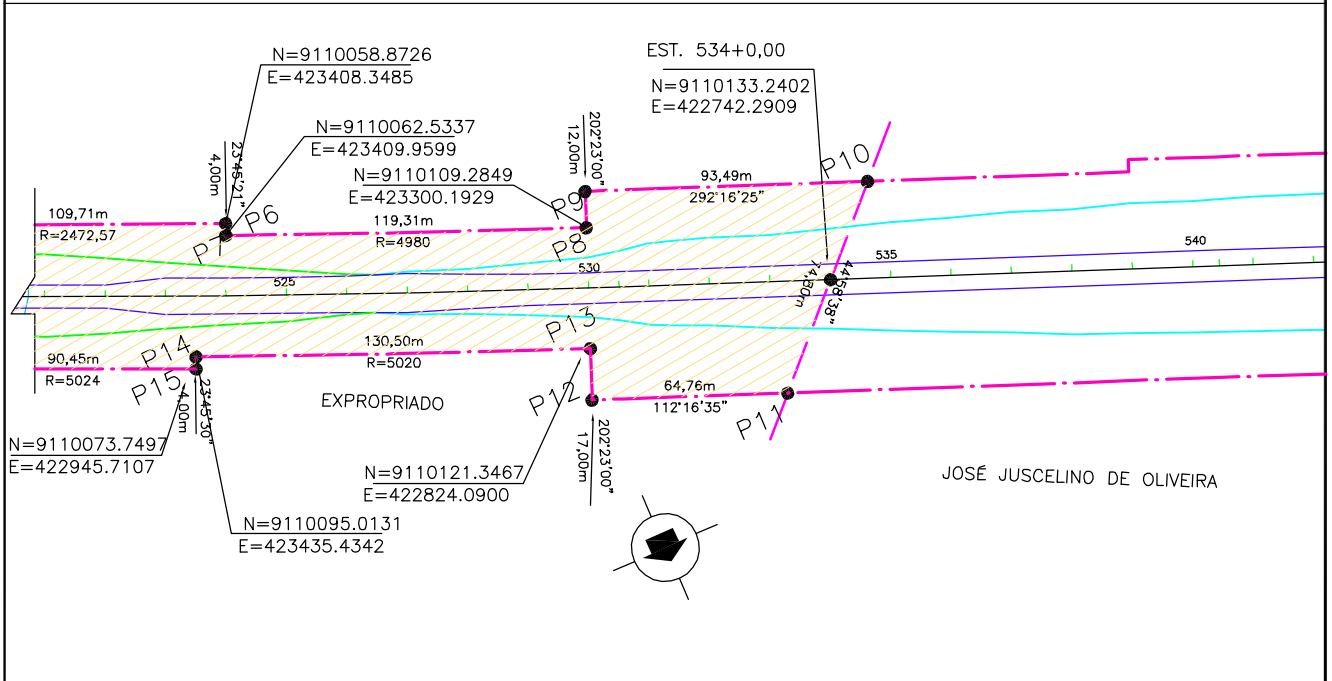 N=9110058.8726
E=423408.3485
EST. 534+0,00
N=9110133.2402
E=422742.2909
N=9110062.5337
E=423409.9599
N=9110109.2849
E=423300.1929
23°45'21"
4,00m
202°23'00"
12,00m
P10
93,49m
292°16'25"
P9
P8
109,71m
R=2472,57
P6
P7
119,31m
R=4980
540
535
530
525
44°58'38"
74,80m
P13
P14
130,50m
R=5020
90,45m
R=5024
P15
23°45'30"
4,00m
EXPROPRIADO
P12
64,76m
112°16'35"
P11
202°23'00"
17,00m
N=9110073.7497
E=422945.7107
N=9110121.3467
E=422824.0900
JOSÉ JUSCELINO DE OLIVEIRA
N=9110095.0131
E=423435.4342